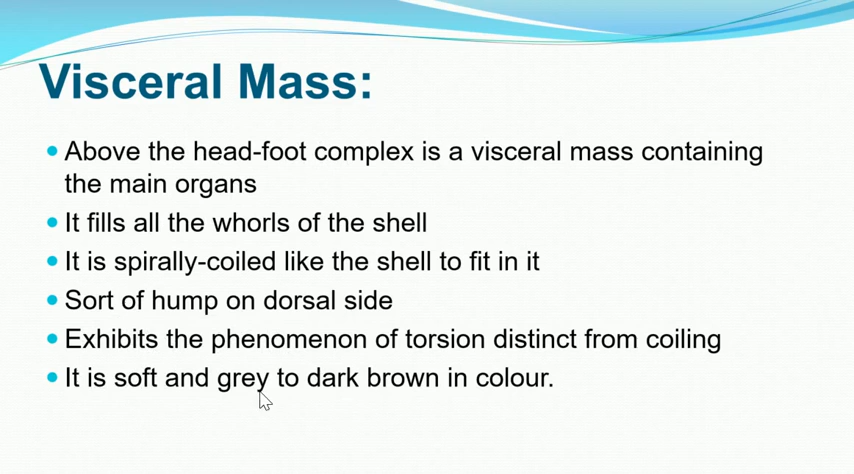 Visceral Mass:
• Above the head-foot complex is a visceral mass containing
the main organs
• It fills all the whorls of the shell
• It is spirally-coiled like the shell to fit in it
• Sort of hump on dorsal side
• Exhibits the phenomenon of torsion distinct from coiling
• It is soft and grey to dark brown in colour.